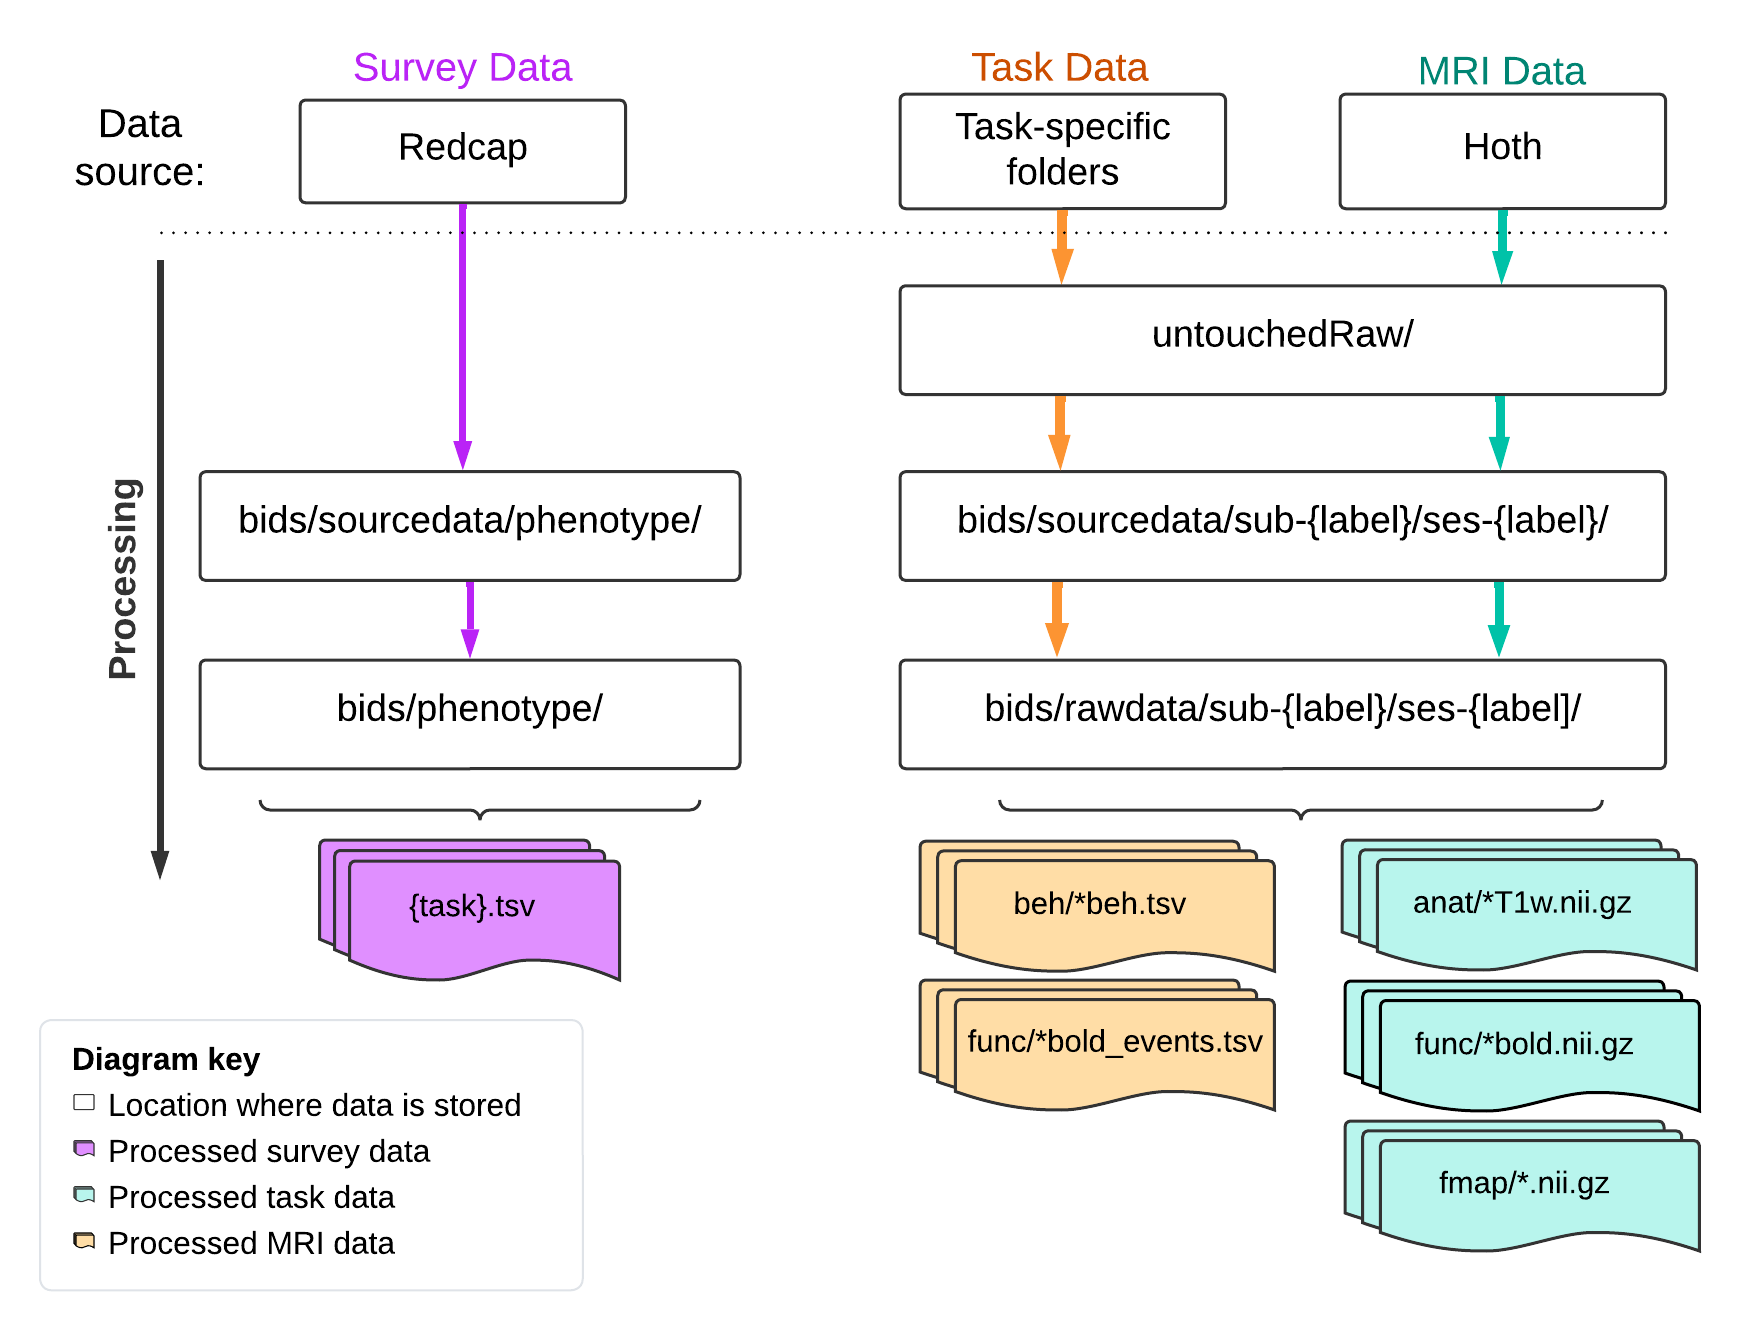 Survey Data
Task Data
MRI Data
Data
source:
Redcap
Task-specific
folders
Hoth
untouchedRaw/
Processing
bids/sourcedata/phenotype/
bids/sourcedata/sub-{label}/ses-{label}/
bids/phenotype/
bids/rawdata/sub-{label}/ses-{label]/
{task}.tsv
beh/*beh.tsv
anat/*T1w.nii.gz
func/*bold_events.tsv
func/*bold.nii.gz
fmap/*.nii.gz
Diagram key
Location where data is stored
Processed survey data
Processed task data
Processed MRI data